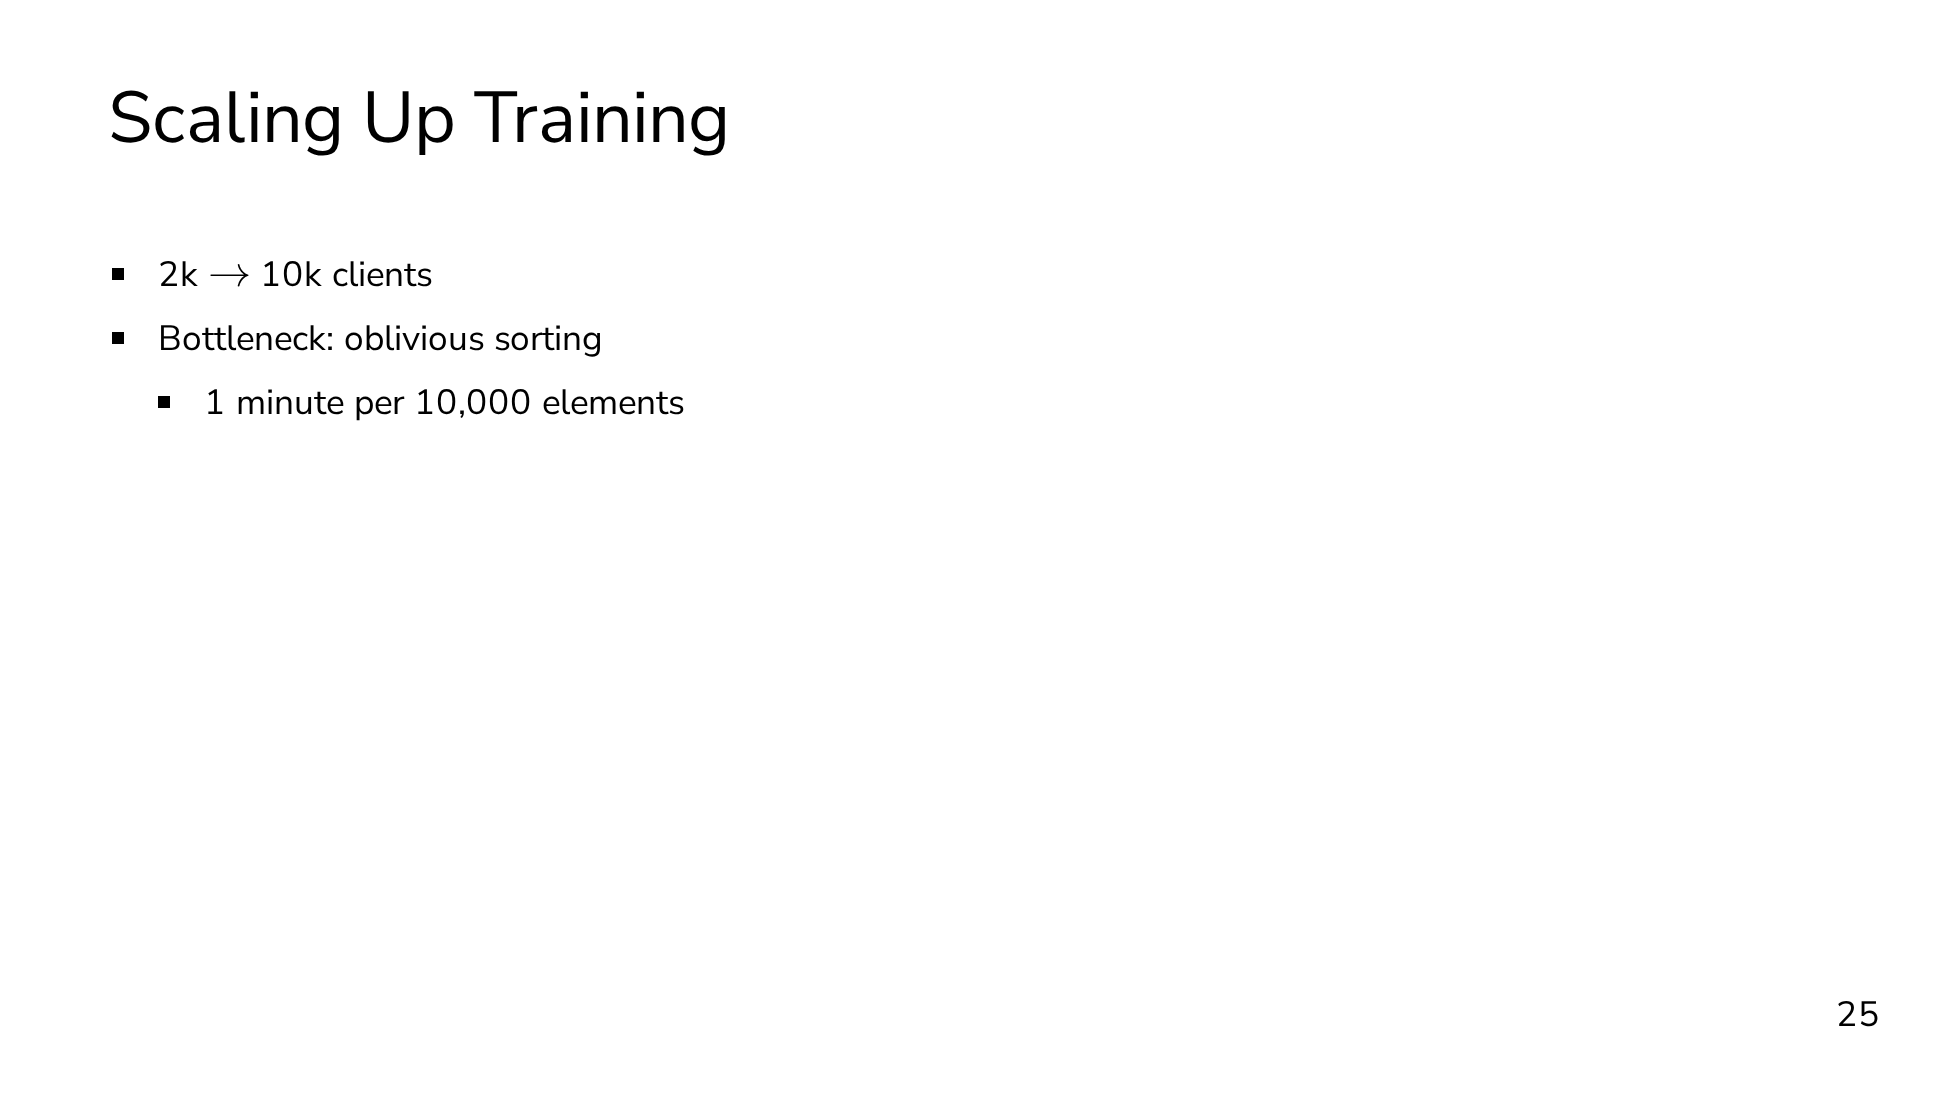 Scaling Up Training
▪ 2k → 10k clients
▪ Bottleneck: oblivious sorting
▪ 1 minute per 10,000 elements
25